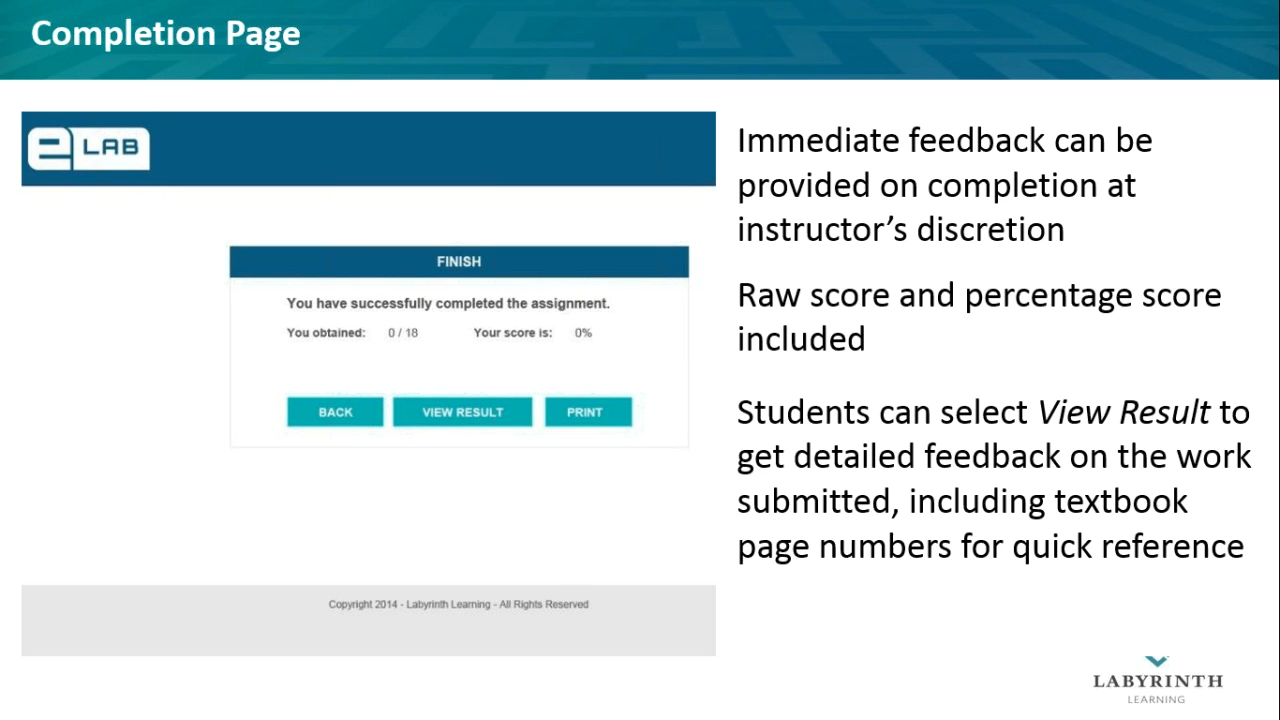 Completion Page
e LAB
FINISH
You have successfully completed the assignment.
You obtained: 0 / 18 Your score is: 0%
BACK VIEW RESULT PRINT
Copyright 2014 - Labyrinth Learning - All Rights Reserved
Immediate feedback can be
provided on completion at
instructor’s discretion
Raw score and percentage score
included
Students can select View Result to
get detailed feedback on the work
submitted, including textbook
page numbers for quick reference
LABYRINTH
LEARNING